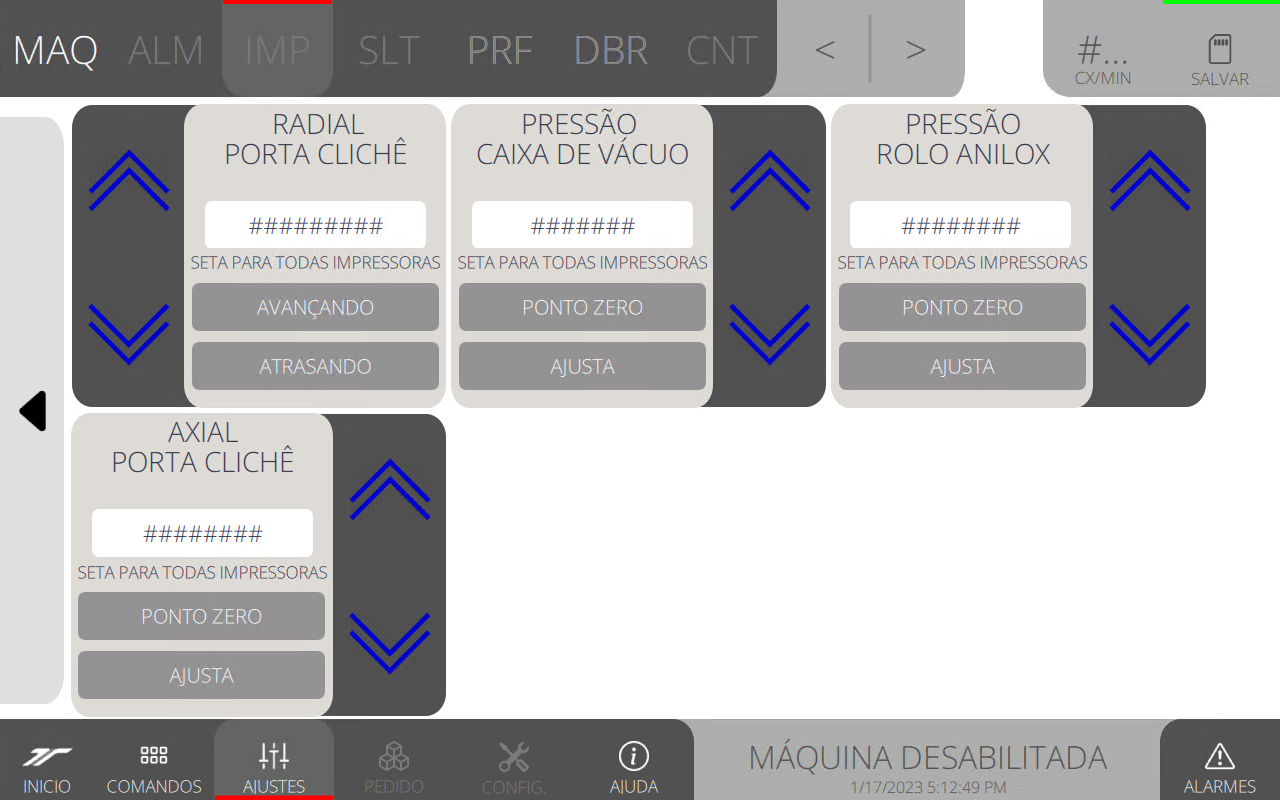 MAQ ALM IMP SLT PRF DBR CNT < > #...
CX/MIN SALVAR
RADIAL
PORTA CLICHÊ
#########
SETA PARA TODAS IMPRESSORAS
AVANÇANDO
ATRASANDO
PRESSÃO
CAIXA DE VÁCUO
#######
SETA PARA TODAS IMPRESSORAS
PONTO ZERO
AJUSTA
PRESSÃO
ROLO ANILOX
########
SETA PARA TODAS IMPRESSORAS
PONTO ZERO
AJUSTA
AXIAL
PORTA CLICHÊ
########
SETA PARA TODAS IMPRESSORAS
PONTO ZERO
AJUSTA
INICIO COMANDOS AJUSTES PEDIDO CONFIG. AJUDA
MÁQUINA DESABILITADA
1/17/2023 5:12:49 PM
ALARMES